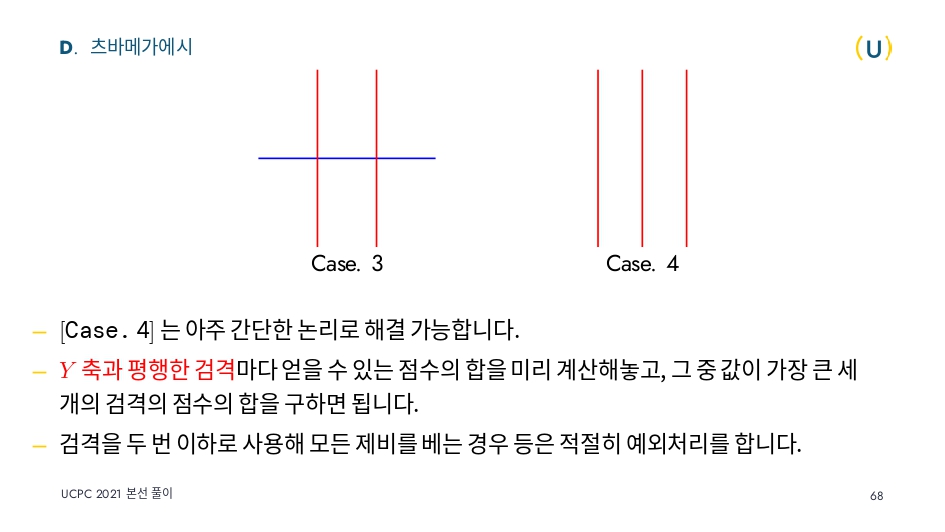 D. 츠바메가에시
(U)
Case. 3
Case. 4
– [Case. 4] 는 아주 간단한 논리로 해결 가능합니다.
– Y 축과 평행한 검격마다 얻을 수 있는 점수의 합을 미리 계산해놓고, 그 중 값이 가장 큰 세
개의 검격의 점수의 합을 구하면 됩니다.
– 검격을 두 번 이하로 사용해 모든 제비를 베는 경우 등은 적절히 예외처리를 합니다.
UCPC 2021 본선 풀이
68